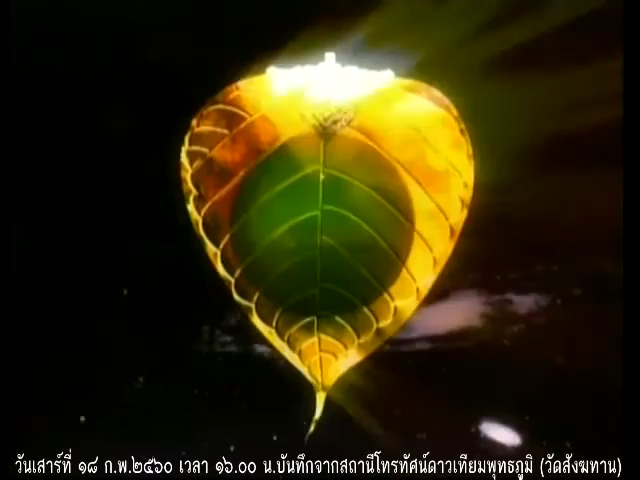 วันเสาร์ที่ ๑๘ ก.พ.๒๕๖๐ เวลา ๑๖.๐๐ น.บันทึกจากสถานีโทรทัศน์ดาวเทียมพุทธภูมิ (วัดสังฆทาน)